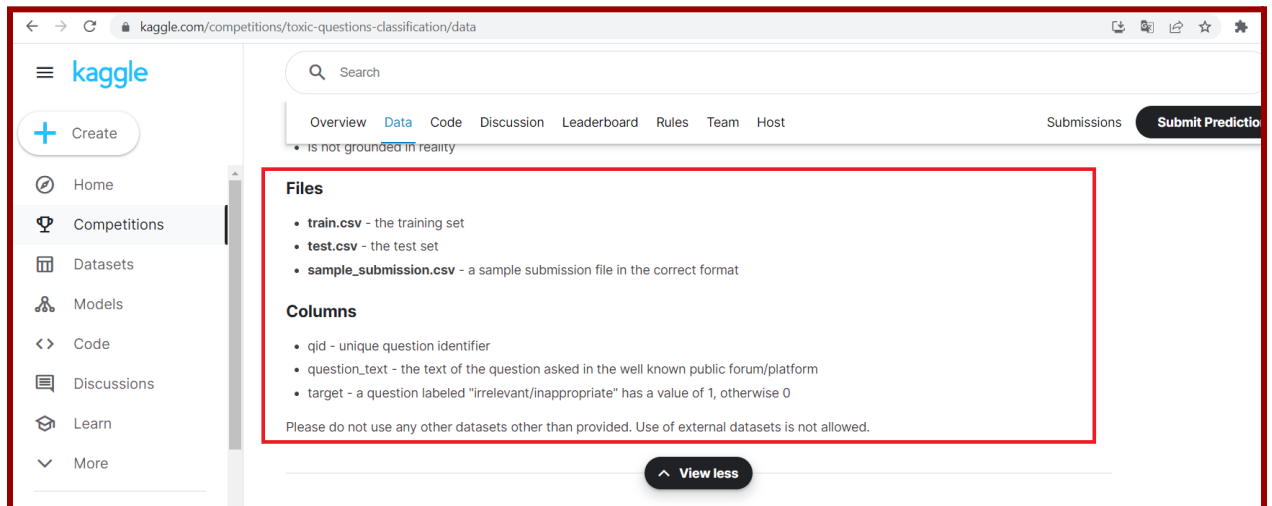 kaggle.com/competitions/toxic-questions-classification/data
kaggle
Search
Create
Overview Data Code Discussion Leaderboard Rules Team Host Submissions Submit Predictio
• is not grounded in reality
Home
Competitions
Datasets
Models
Code
Discussions
Learn
More
Files
• train.csv - the training set
• test.csv - the test set
• sample_submission.csv - a sample submission file in the correct format
Columns
• qid - unique question identifier
• question_text - the text of the question asked in the well known public forum/platform
• target - a question labeled "irrelevant/inappropriate" has a value of 1, otherwise 0
Please do not use any other datasets other than provided. Use of external datasets is not allowed.
View less